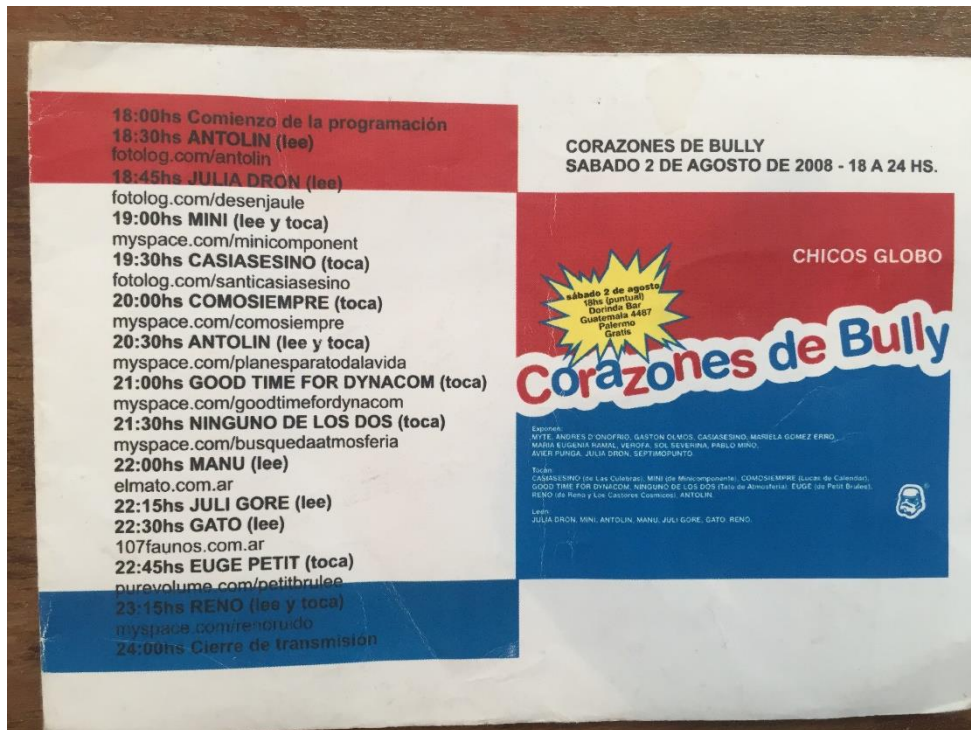 18:00hs Comienzo de la programación
18:30hs ANTOLIN (lee)
fotolog.com/antolin
18:45hs JULIA DRON (lee)
fotolog.com/desenjaule
19:00hs MINI (lee y toca)
myspace.com/minicomponent
19:30hs CASIASESINO (toca)
fotolog.com/santicasiasesino
20:00hs COMOSIEMPRE (toca)
myspace.com/comosiempre
20:30hs ANTOLIN (lee y toca)
myspace.com/planesparatodalavida
21:00hs GOOD TIME FOR DYNACOM (toca)
myspace.com/goodtimefordynacom
21:30hs NINGUNO DE LOS DOS (toca)
myspace.com/busquedaatmosferia
22:00hs MANU (lee)
elmato.com.ar
22:15hs JULI GORE (lee)
22:30hs GATO (lee)
107faunos.com.ar
22:45hs EUGE PETIT (toca)
purevolume.com/petitbrulee
23:15hs RENO (lee y toca)
myspace.com/renoruido
24:00hs Cierre de transmisión
CORAZONES DE BULLY
SABADO 2 DE AGOSTO DE 2008 - 18 A 24 HS.
CHICOS GLOBO
sábado 2 de agosto
18hs (puntual)
Dorinda Bar
Guatemala 4487
Palermo
Gratis
Corazones de Bully
Exponen:
MYTE, ANDRES D'ONOFRIO, GASTON OLMOS, CASIASESINO, MARIELA GOMEZ ERRO,
MARIA EUGENIA RAMAL, VEROFA, SOL SEVERINA, PABLO MIÑO,
AVIER PUNGA, JULIA DRON, SEPTIMOPUNTO.
Tocan:
CASIASESINO (de Las Culebras), MINI (de Minicomponente), COMOSIEMPRE (Lucas de Calendar),
GOOD TIME FOR DYNACOM, NINGUNO DE LOS DOS (Tato de Atmosferia), EUGE (de Petit Brulee),
RENO (de Reno y Los Castores Cosmicos), ANTOLIN.
Leen:
JULIA DRON, MINI, ANTOLIN, MANU, JULI GORE, GATO, RENO.